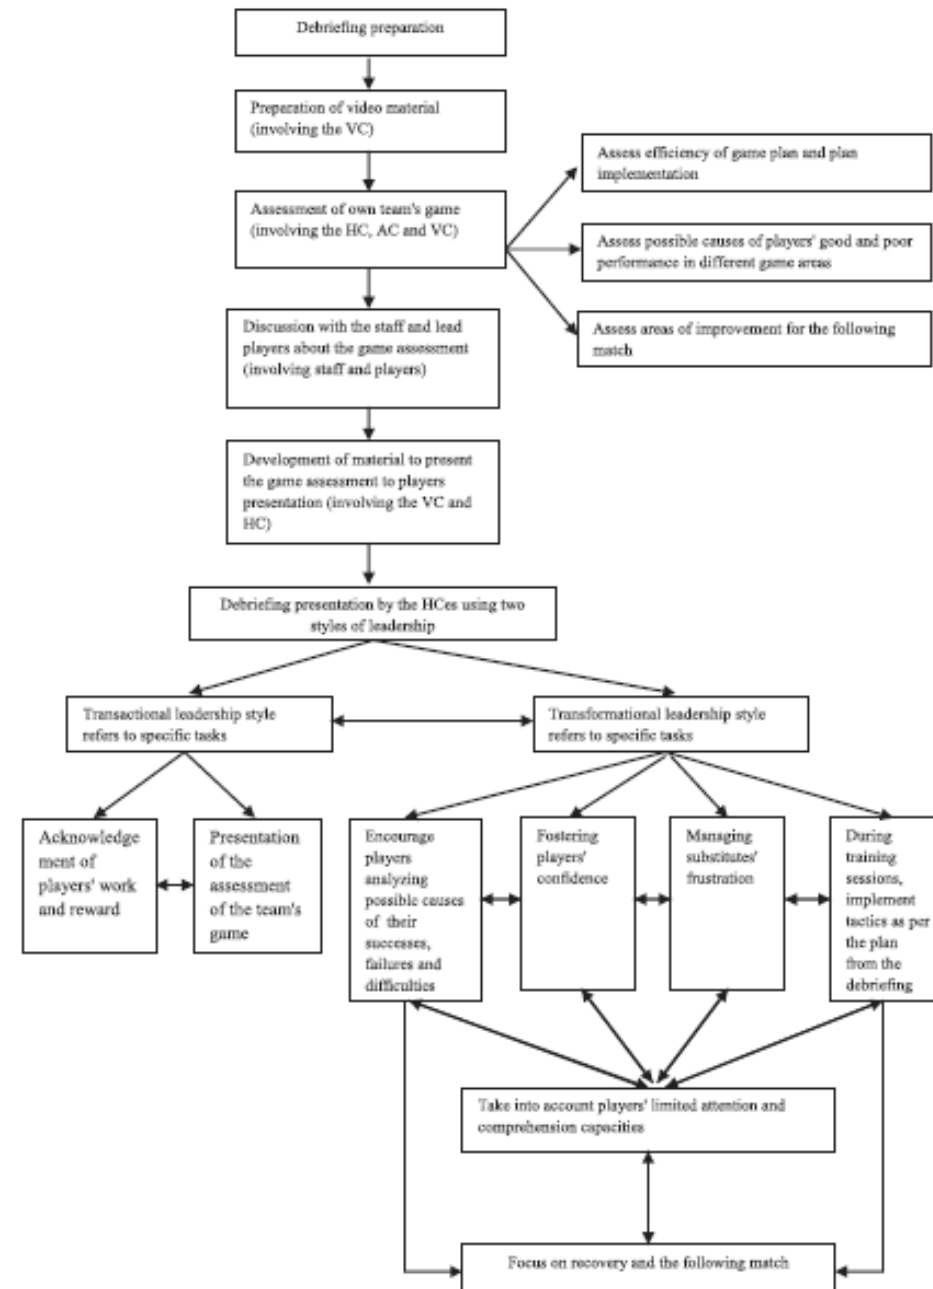 Debriefing preparation
Preparation of video material
(involving the VC)
Assessment of own team's game
(involving the HC, AC and VC)
Assess efficiency of game plan and plan
implementation
Assess possible causes of players' good and poor
performance in different game areas
Assess areas of improvement for the following
match
Discussion with the staff and lead
players about the game assessment
(involving staff and players)
Development of material to present
the game assessment to players
presentation (involving the VC and
HC)
Debriefing presentation by the HCes using two
styles of leadership
Transactional leadership style
refers to specific tasks
Transformational leadership style
refers to specific tasks
Acknowledge
ment of
players' work
and reward
Presentation
of the
assessment
of the team's
game
Encourage
players
analyzing
possible causes
of their
successes,
failures and
difficulties
Fostering
players'
confidence
Managing
substitutes'
frustration
During
training
sessions,
implement
tactics as per
the plan
from the
debriefing
Take into account players' limited attention and
comprehension capacities
Focus on recovery and the following match